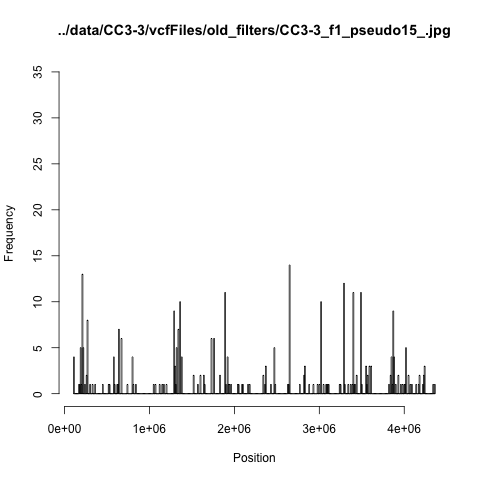 ../data/CC3-3/vcfFiles/old_filters/CC3-3_f1_pseudo15_.jpg
Frequency
35
30
25
20
15
10
5
0
0e+00 1e+06 2e+06 3e+06 4e+06
Position